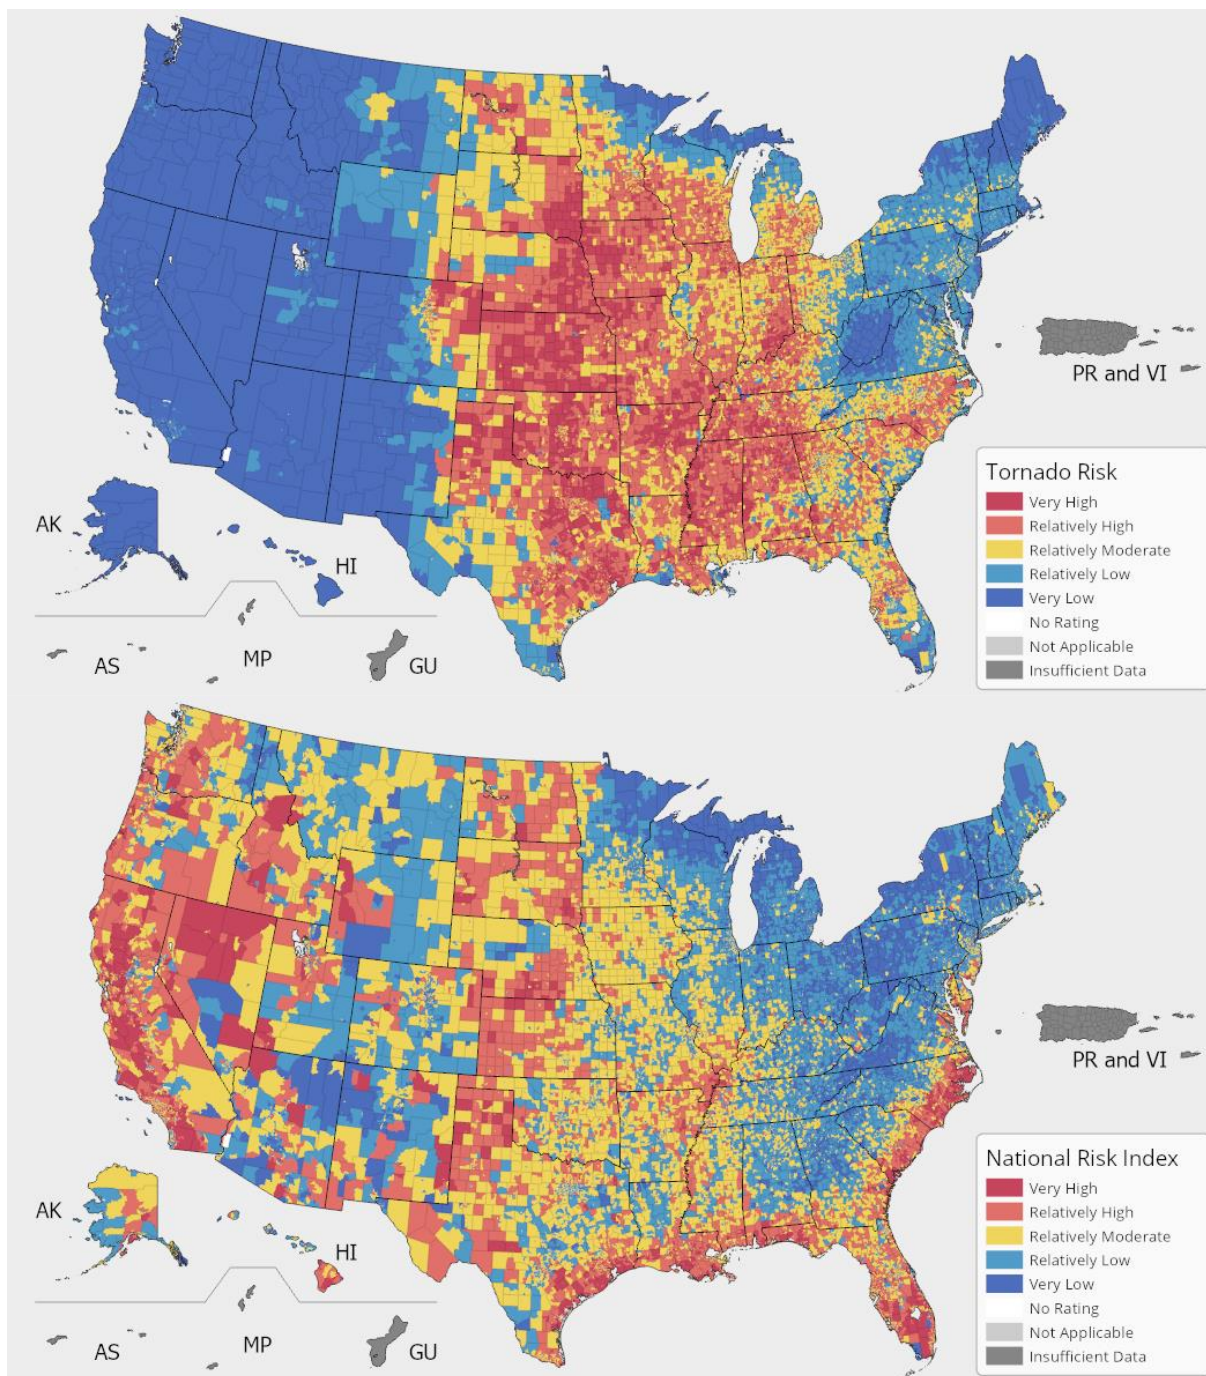 PR and VI
Tornado Risk
Very High
Relatively High
Relatively Moderate
Relatively Low
Very Low
No Rating
Not Applicable
Insufficient Data
AK
HI
AS
MP
GU
PR and VI
National Risk Index
Very High
Relatively High
Relatively Moderate
Relatively Low
Very Low
No Rating
Not Applicable
Insufficient Data
AK
HI
AS
MP
GU